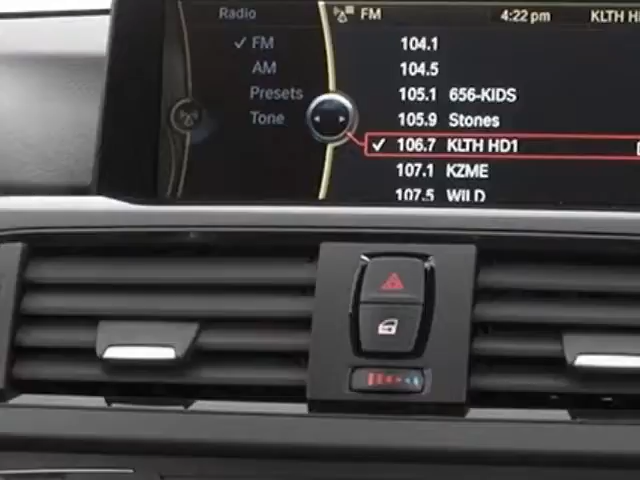 Radio
FM
AM
Presets
Tone
FM 4:22 pm KLTH
104.1
104.5
105.1 656-KIDS
105.9 Stones
106.7 KLTH HD1
107.1 KZME
107.5 WILD